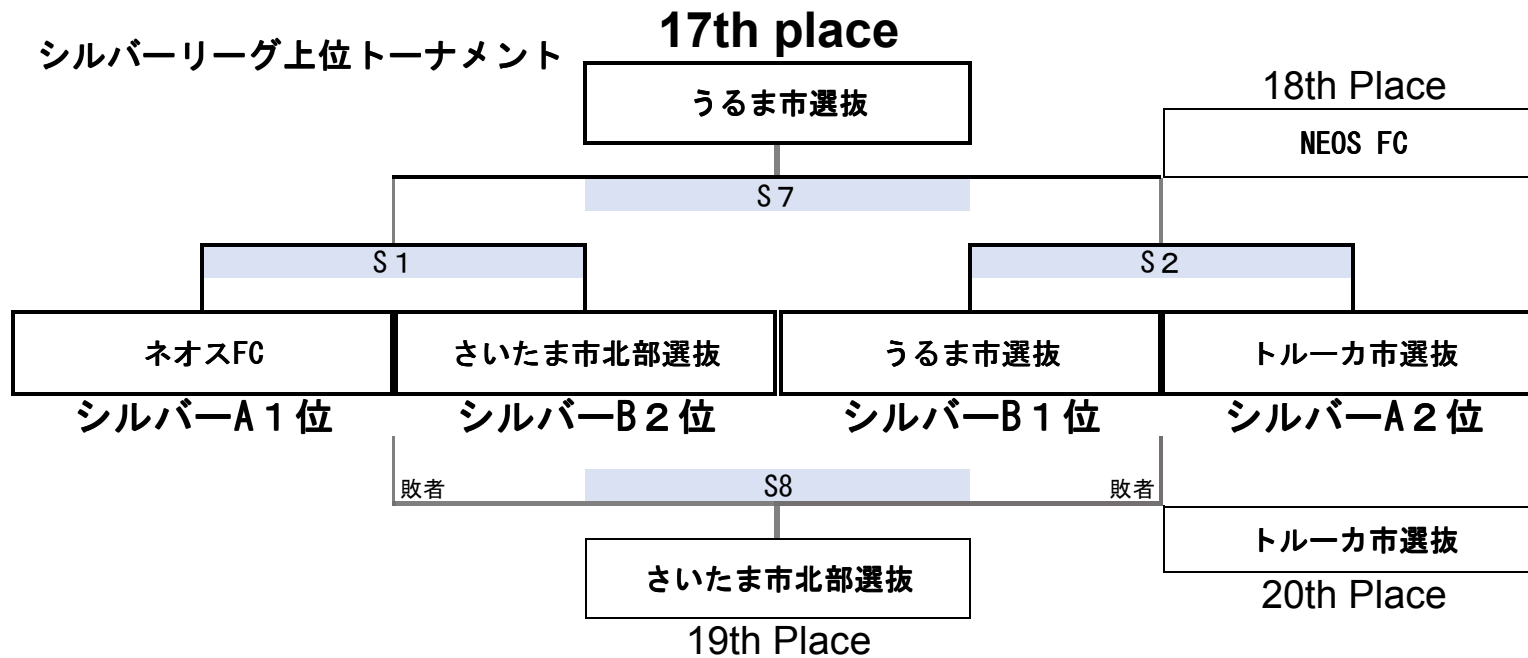 17th place
シルバーリーグ上位トーナメント
うるま市選抜
18th Place
NEOS FC
S７
S１
S２
ネオスFC
さいたま市北部選抜
うるま市選抜
トルーカ市選抜
シルバーA１位
シルバーB２位
シルバーB１位
シルバーA２位
敗者
S8
敗者
トルーカ市選抜
さいたま市北部選抜
20th Place
19th Place